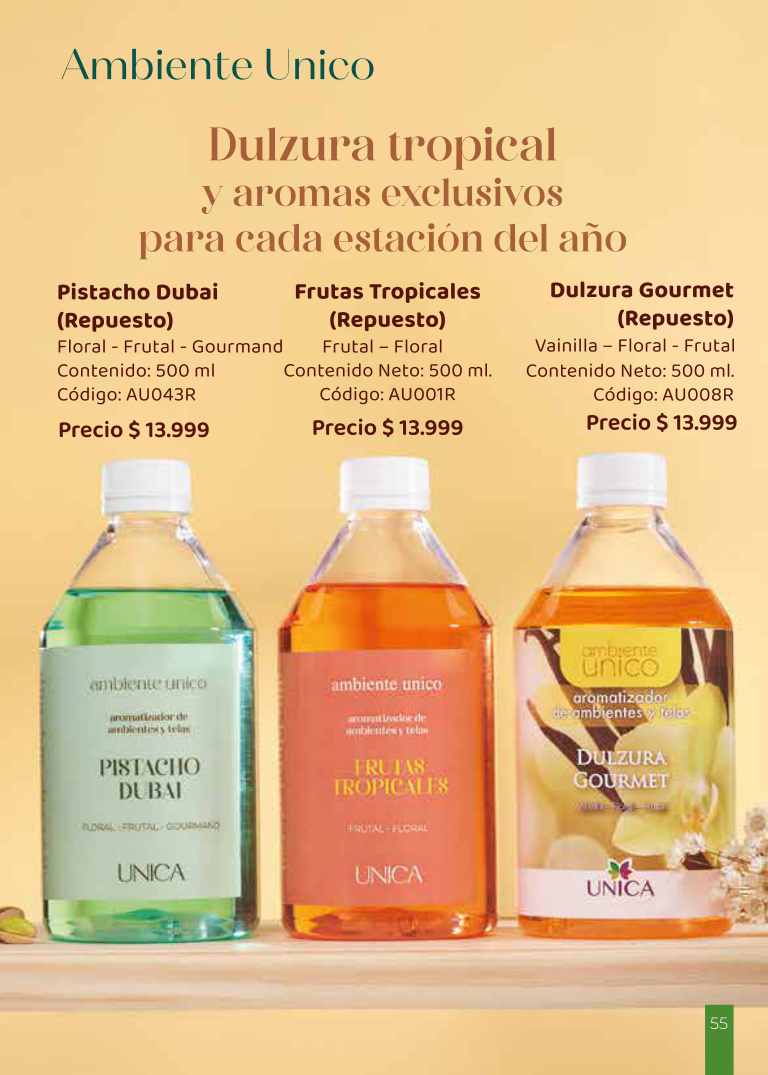 Ambiente Unico
Dulzura tropical
y aromas exclusivos
para cada estación del año
Pistacho Dubai
(Repuesto)
Floral - Frutal - Gourmand
Contenido: 500 ml
Código: AU043R
Precio $ 13.999
Frutas Tropicales
(Repuesto)
Frutal – Floral
Contenido Neto: 500 ml.
Código: AU001R
Precio $ 13.999
Dulzura Gourmet
(Repuesto)
Vainilla – Floral - Frutal
Contenido Neto: 500 ml.
Código: AU008R
Precio $ 13.999
ambiente unico
aromatizador de
ambientes y telas
PISTACHO
DUBAI
FLORAL - FRUTAL - GOURMAND
UNICA
ambiente unico
aromatizador de
ambientes y telas
FRUTAS
TROPICALES
FRUTAL - FLORAL
UNICA
ambiente
unico
aromatizador
de ambientes y telas
DULZURA
GOURMET
UNICA
55